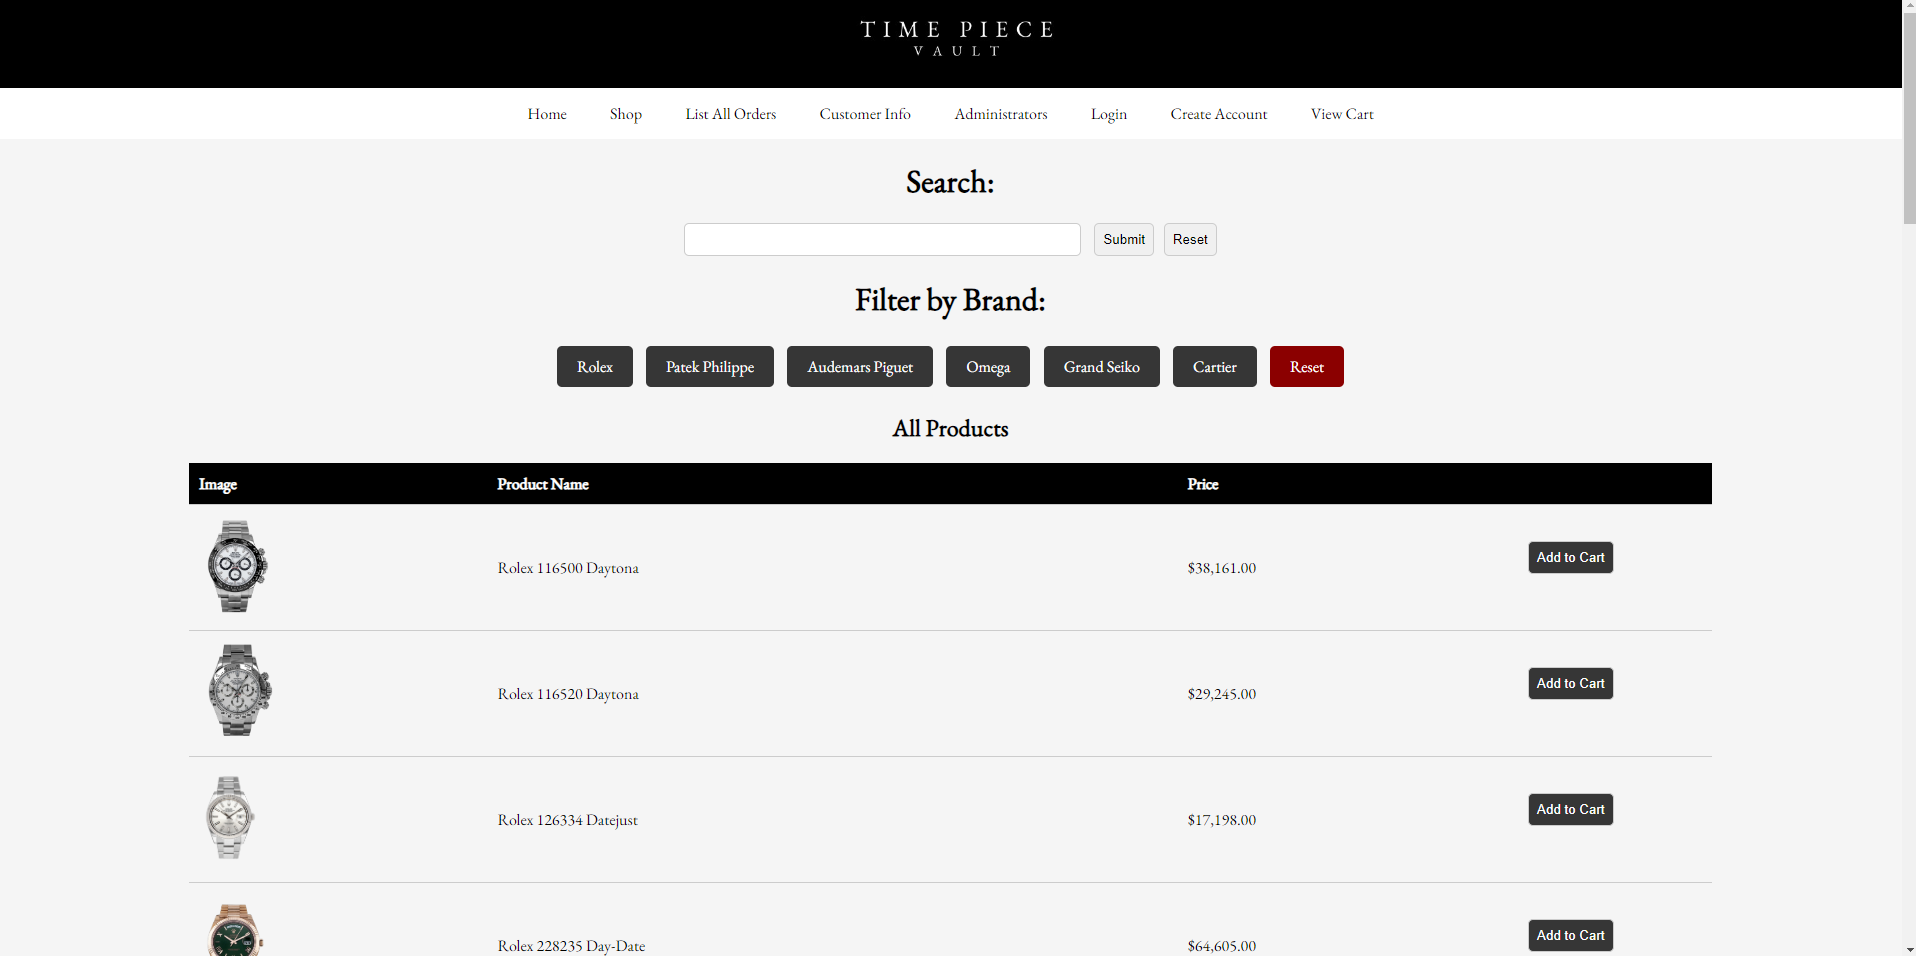 TIME PIECE
VAULT
Home Shop List All Orders Customer Info Administrators Login Create Account View Cart
Search:
Submit Reset
Filter by Brand:
Rolex Patek Philippe Audemars Piguet Omega Grand Seiko Cartier Reset
All Products
Image Product Name Price
Rolex 116500 Daytona $38,161.00 Add to Cart
Rolex 116520 Daytona $29,245.00 Add to Cart
Rolex 126334 Datejust $17,198.00 Add to Cart
Rolex 228235 Day-Date $64,605.00 Add to Cart